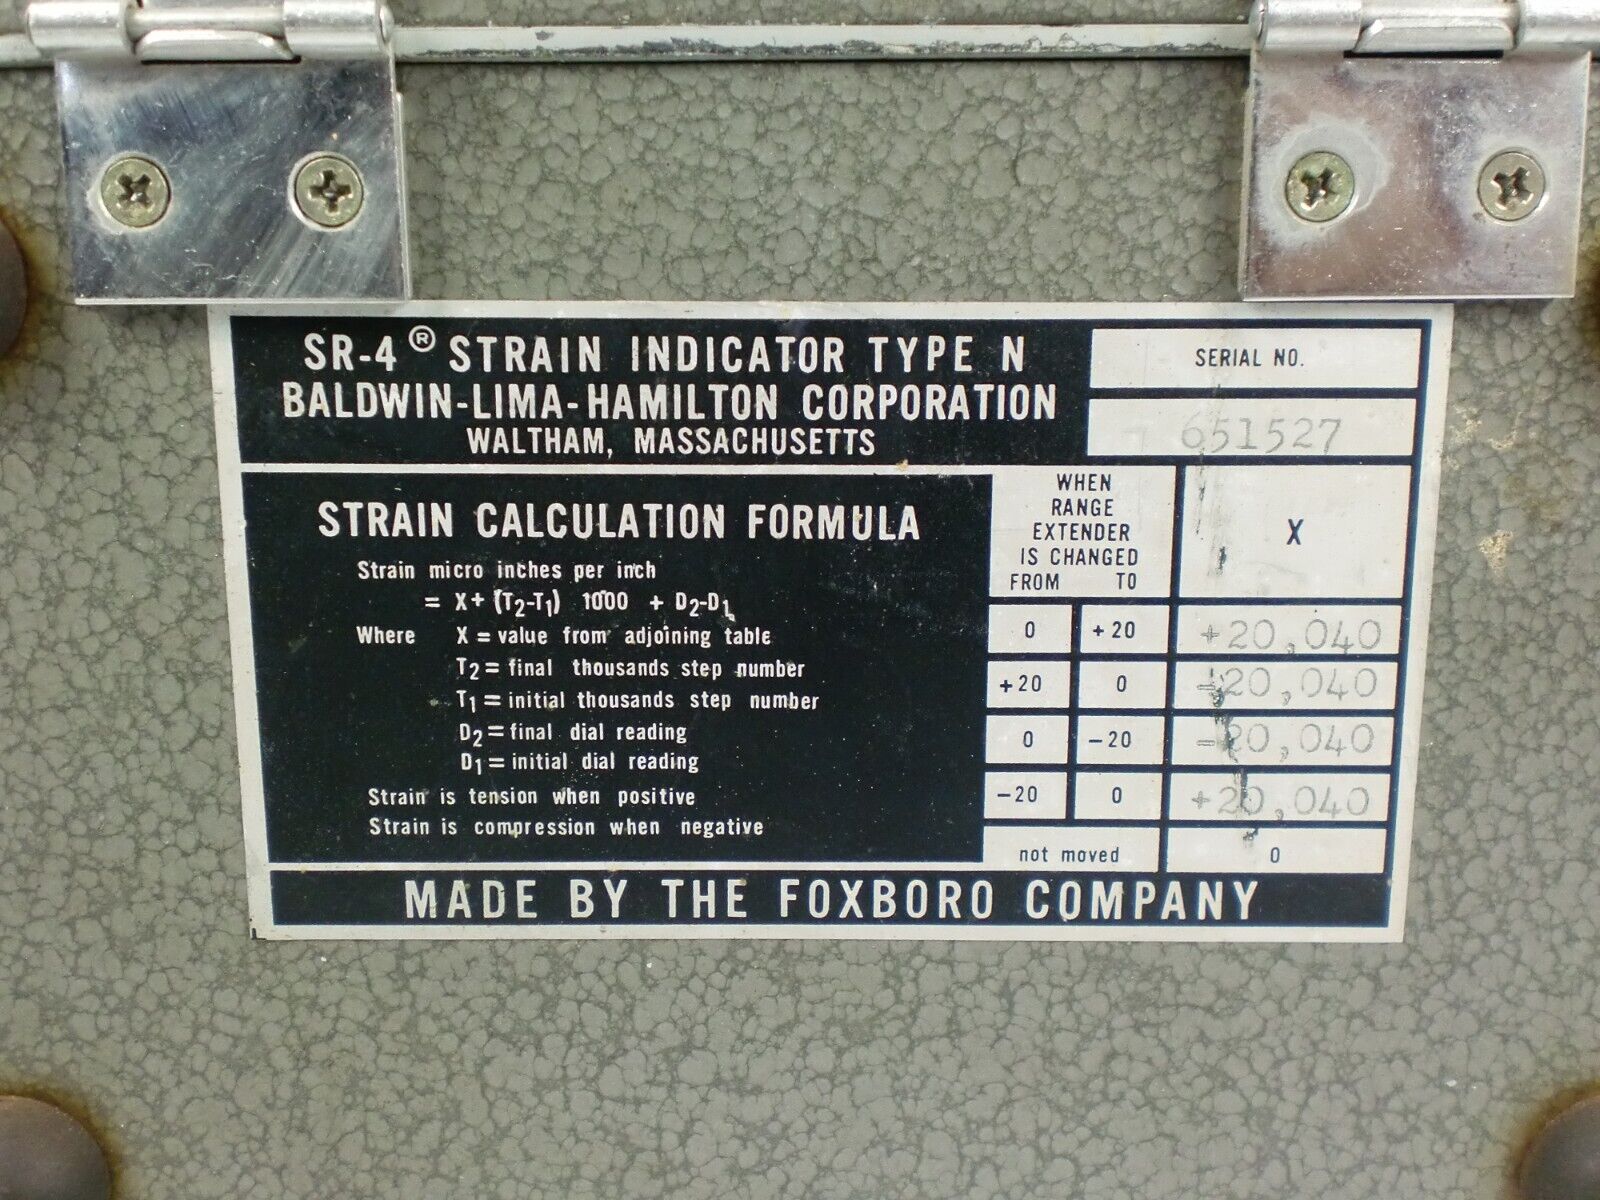 SR-4® STRAIN INDICATOR TYPE N
BALDWIN-LIMA-HAMILTON CORPORATION
WALTHAM, MASSACHUSETTS
SERIAL NO.
651527
STRAIN CALCULATION FORMULA
Strain micro inches per inch
= X+ (T2-T1) 1000 + D2-D1
Where X = value from adjoining table
T2 = final thousands step number
T1 = initial thousands step number
D2 = final dial reading
D1 = initial dial reading
Strain is tension when positive
Strain is compression when negative
WHEN
RANGE
EXTENDER
IS CHANGED
FROM TO
X
0 +20 +20,040
+20 0 -20,040
0 -20 -20,040
-20 0 +20,040
not moved 0
MADE BY THE FOXBORO COMPANY